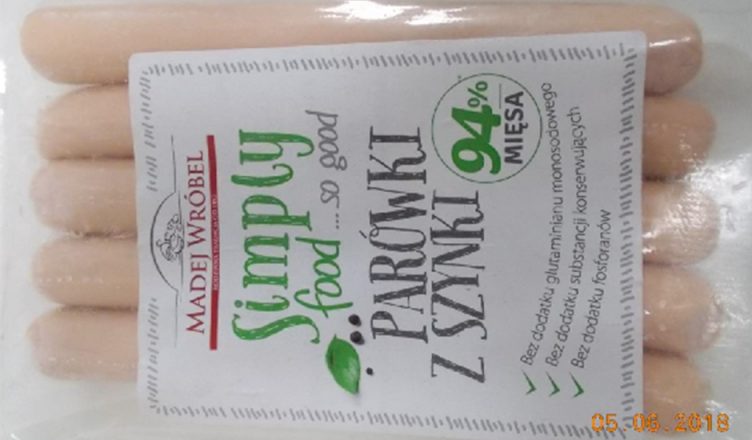 MADEJ WRÓBEL
Simply
food ... so good
PARÓWKI
Z SZYNKI
94%
MIĘSA
Bez dodatku glutaminianu monosodowego
Bez dodatku substancji konserwujących
Bez dodatku fosforanów
05.06.2018